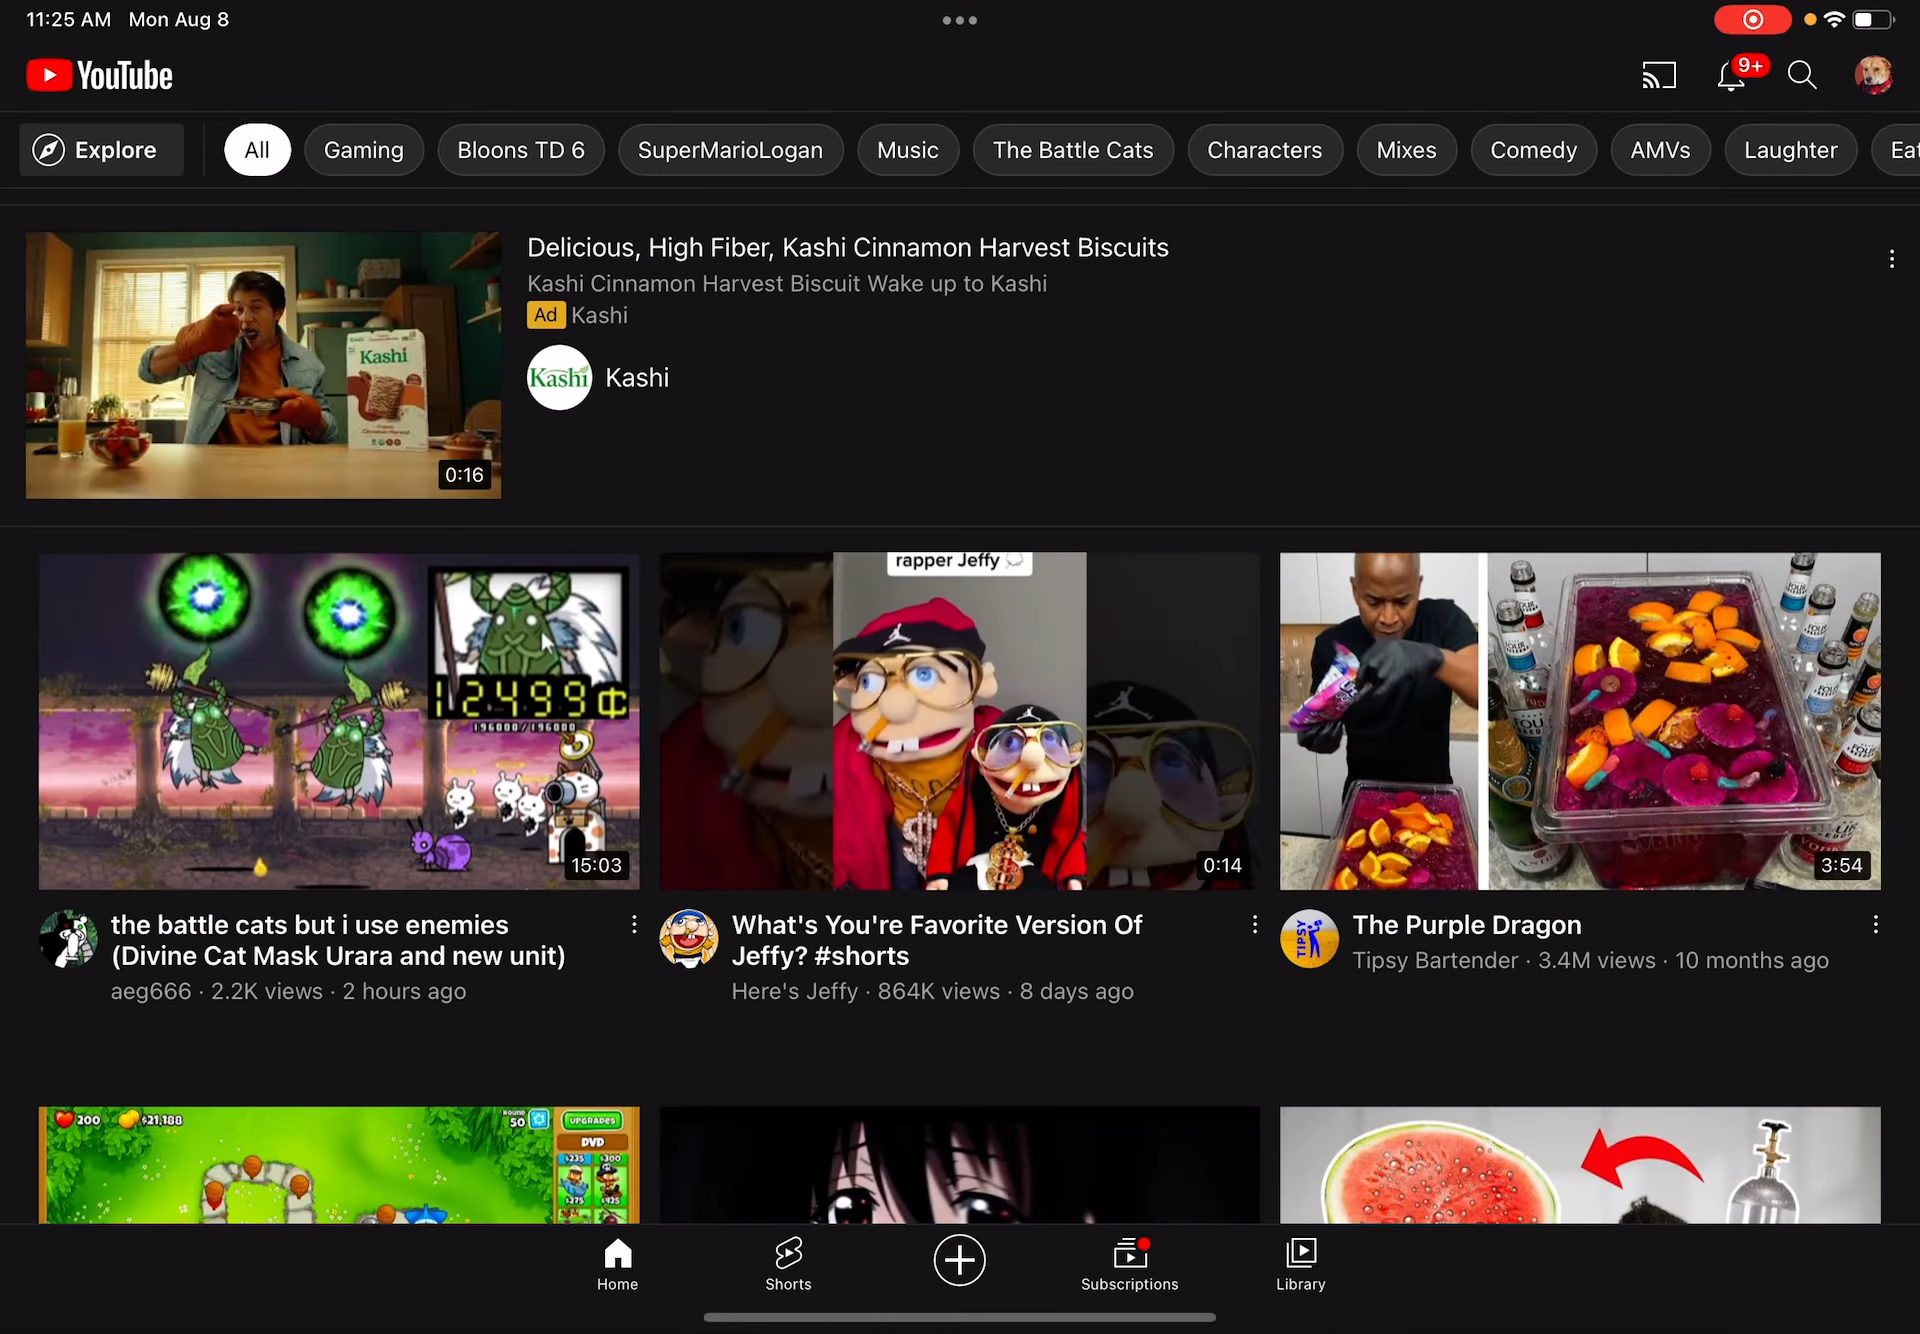 11:25 AM Mon Aug 8
YouTube
9+
Explore
All
Gaming
Bloons TD 6
SuperMarioLogan
Music
The Battle Cats
Characters
Mixes
Comedy
AMVs
Laughter
Eat
Delicious, High Fiber, Kashi Cinnamon Harvest Biscuits
Kashi Cinnamon Harvest Biscuit Wake up to Kashi
Ad Kashi
Kashi Kashi
Kashi
0:16
12499¢
196000/196000
15:03
rapper Jeffy
0:14
3:54
the battle cats but i use enemies
(Divine Cat Mask Urara and new unit)
aeg666 · 2.2K views · 2 hours ago
What's You're Favorite Version Of
Jeffy? #shorts
Here's Jeffy · 864K views · 8 days ago
TIPSY
The Purple Dragon
Tipsy Bartender · 3.4M views · 10 months ago
200
$21,188
ROUND
50
UPGRADES
DVD
$235
$300
$275
$425
Home
Shorts
Subscriptions
Library